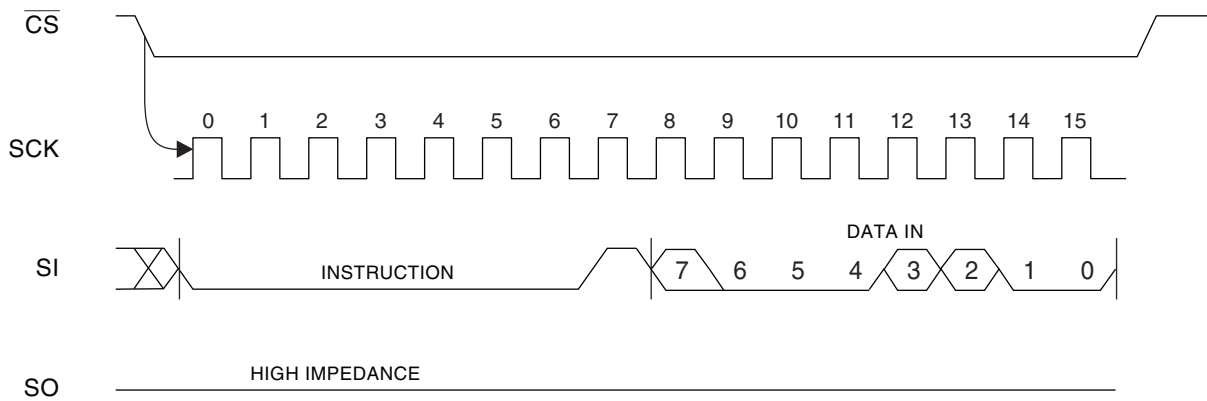 CS
0 1 2 3 4 5 6 7 8 9 10 11 12 13 14 15
SCK
DATA IN
SI
INSTRUCTION
7 6 5 4 3 2 1 0
HIGH IMPEDANCE
SO